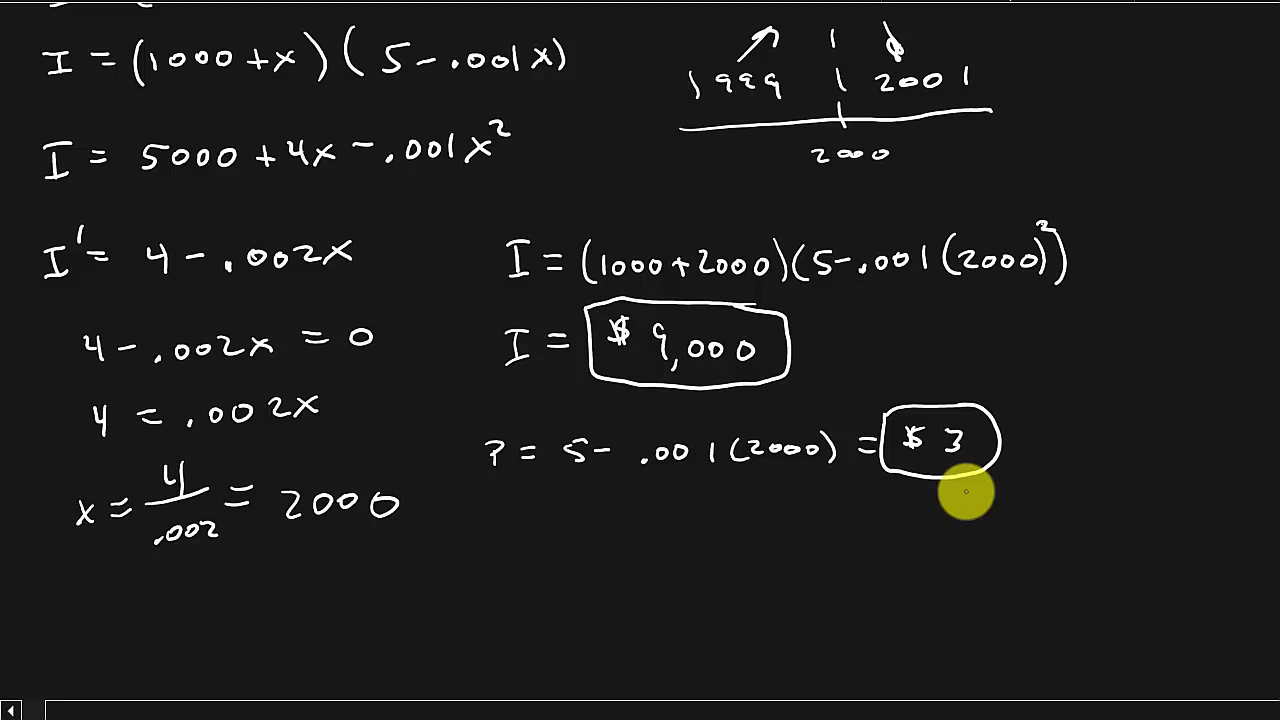 I = (1000 + x)(5 - .001x)
I = 5000 + 4x - .001x²
I' = 4 - .002x
4 - .002x = 0
4 = .002x
x = 4/.002 = 2000
1999 | 2001
2000
I = (1000+2000)(5-.001(2000)²)
I = $ 9,000
P = 5 - .001(2000) = $ 3